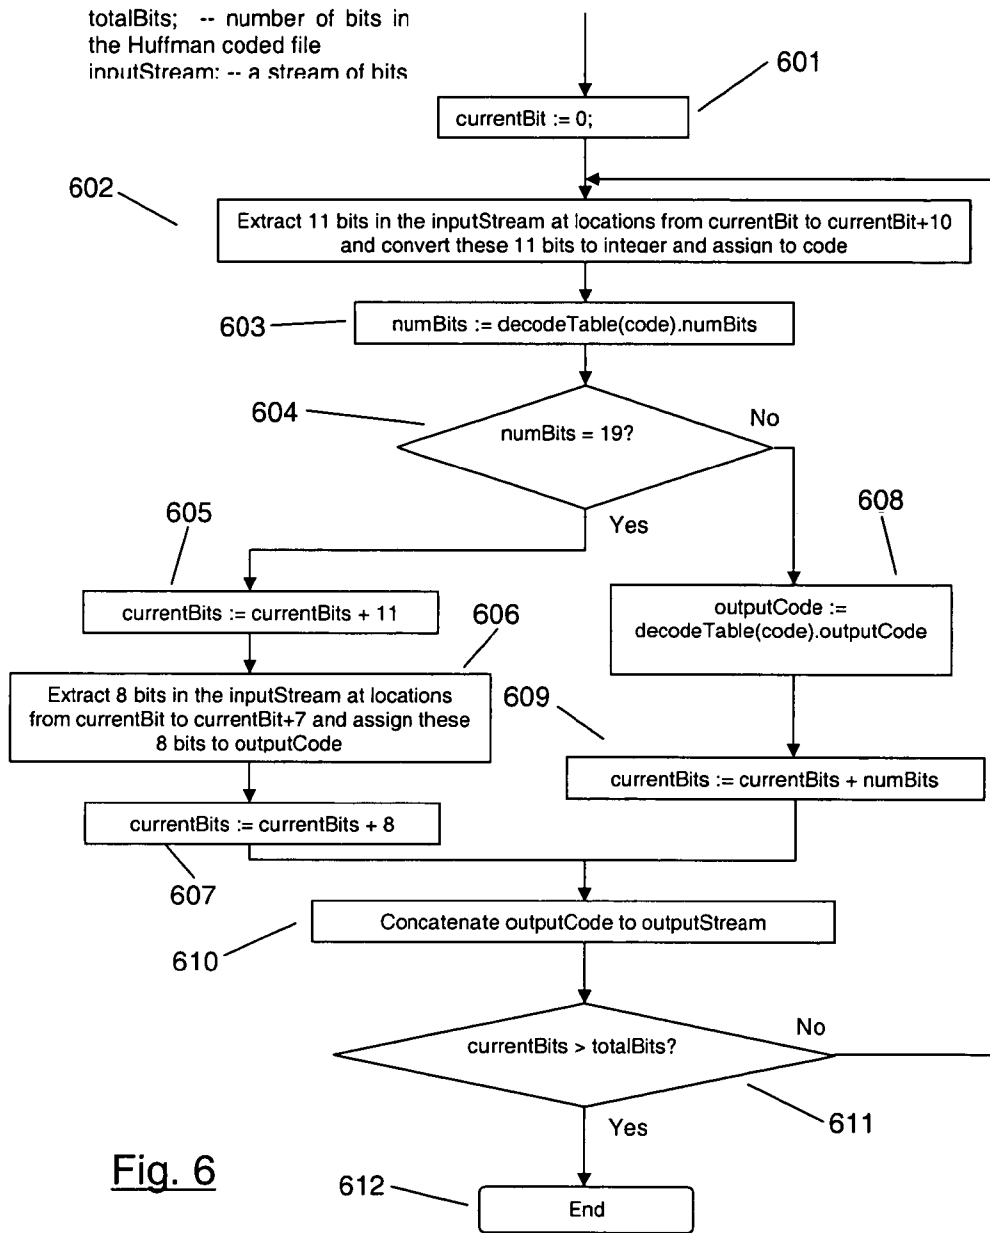 totalBits; -- number of bits in
the Huffman coded file
inputStream: -- a stream of bits
601
currentBit := 0;
602
Extract 11 bits in the inputStream at locations from currentBit to currentBit+10
and convert these 11 bits to integer and assign to code
603
numBits := decodeTable(code).numBits
604
numBits = 19?
No
Yes
605
608
currentBits := currentBits + 11
outputCode :=
decodeTable(code).outputCode
606
Extract 8 bits in the inputStream at locations
from currentBit to currentBit+7 and assign these
8 bits to outputCode
609
currentBits := currentBits + numBits
currentBits := currentBits + 8
607
Concatenate outputCode to outputStream
610
currentBits > totalBits?
No
611
Yes
Fig. 6
612
End